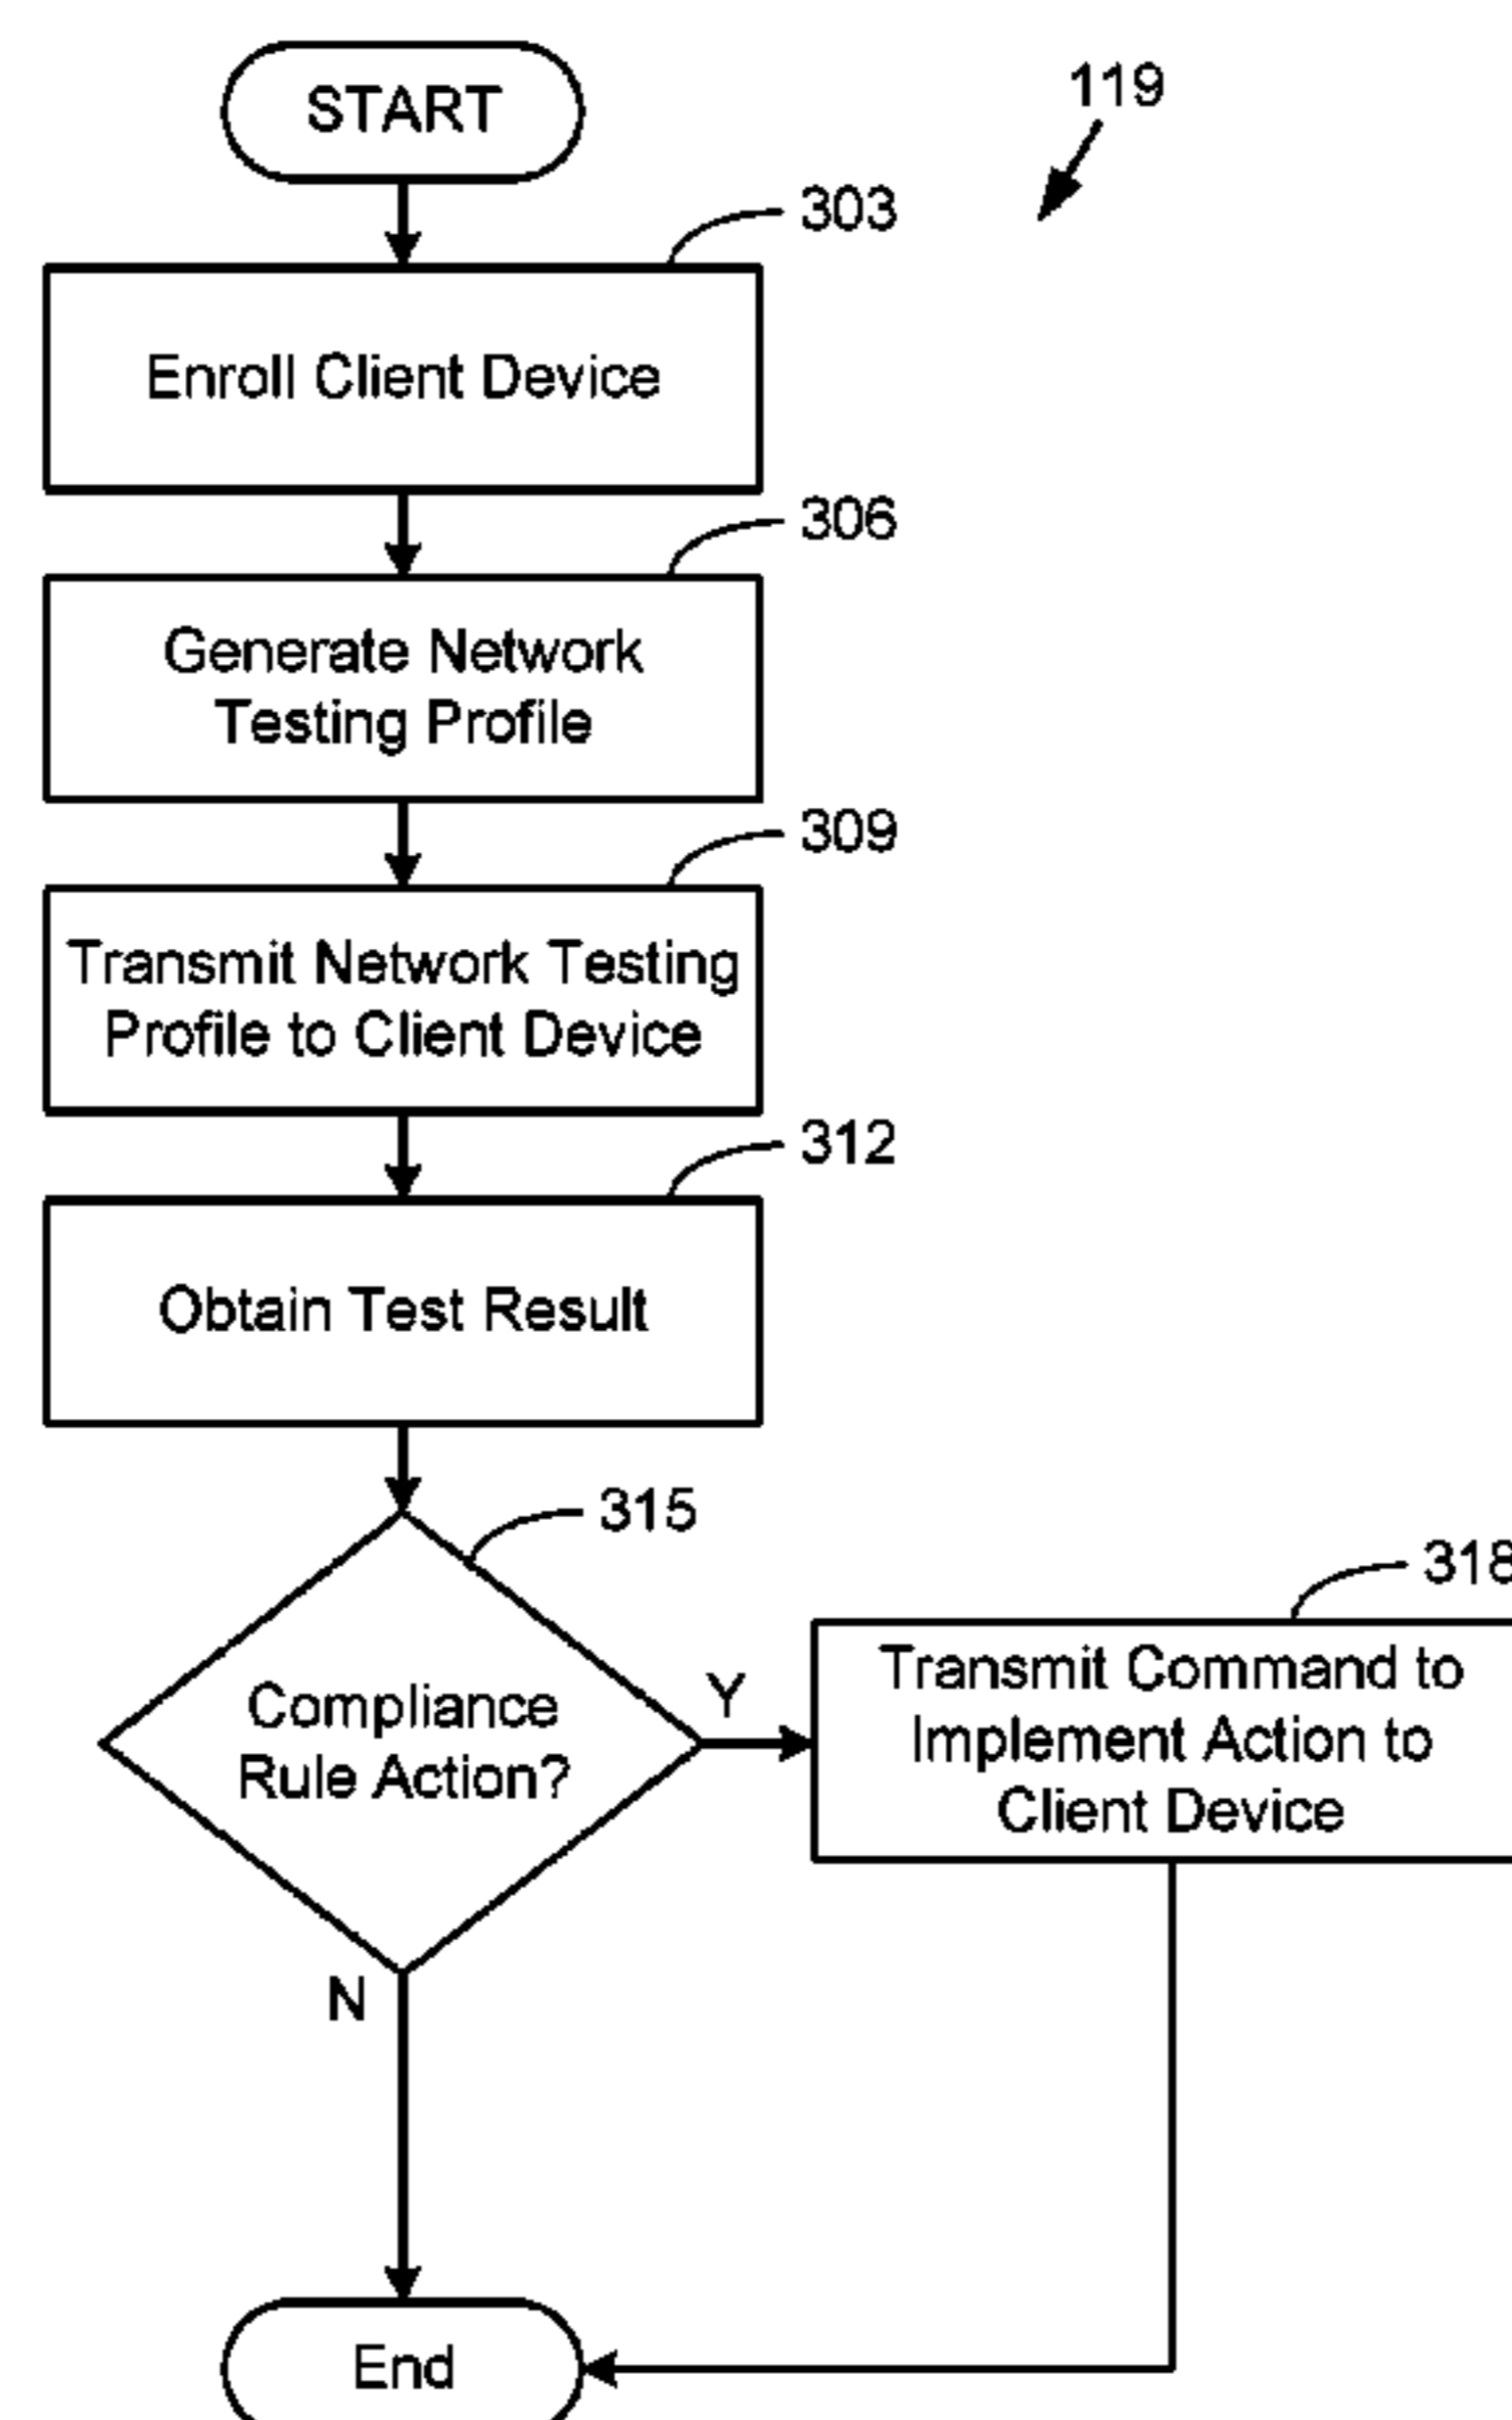 START
119
303
Enroll Client Device
306
Generate Network
Testing Profile
309
Transmit Network Testing
Profile to Client Device
312
Obtain Test Result
315
Compliance
Rule Action?
Y
318
Transmit Command to
Implement Action to
Client Device
N
End